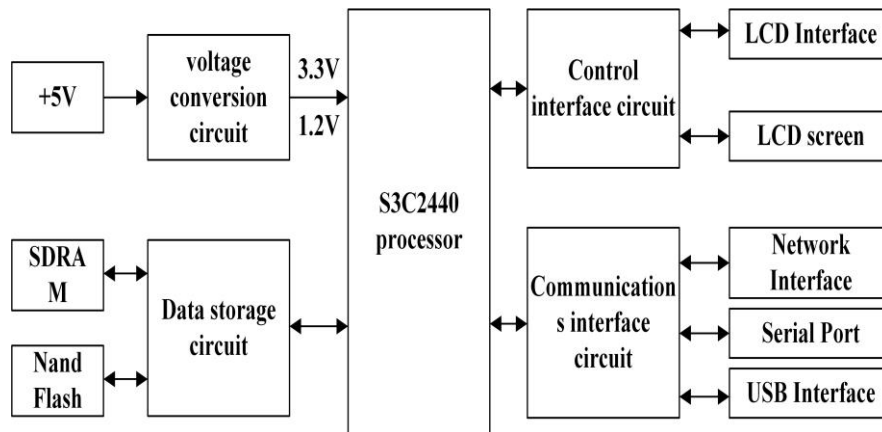 +5V
voltage
conversion
circuit
3.3V
1.2V
SDRA
M
Nand
Flash
Data storage
circuit
S3C2440
processor
Control
interface circuit
LCD Interface
LCD screen
Communication
s interface
circuit
Network
Interface
Serial Port
USB Interface